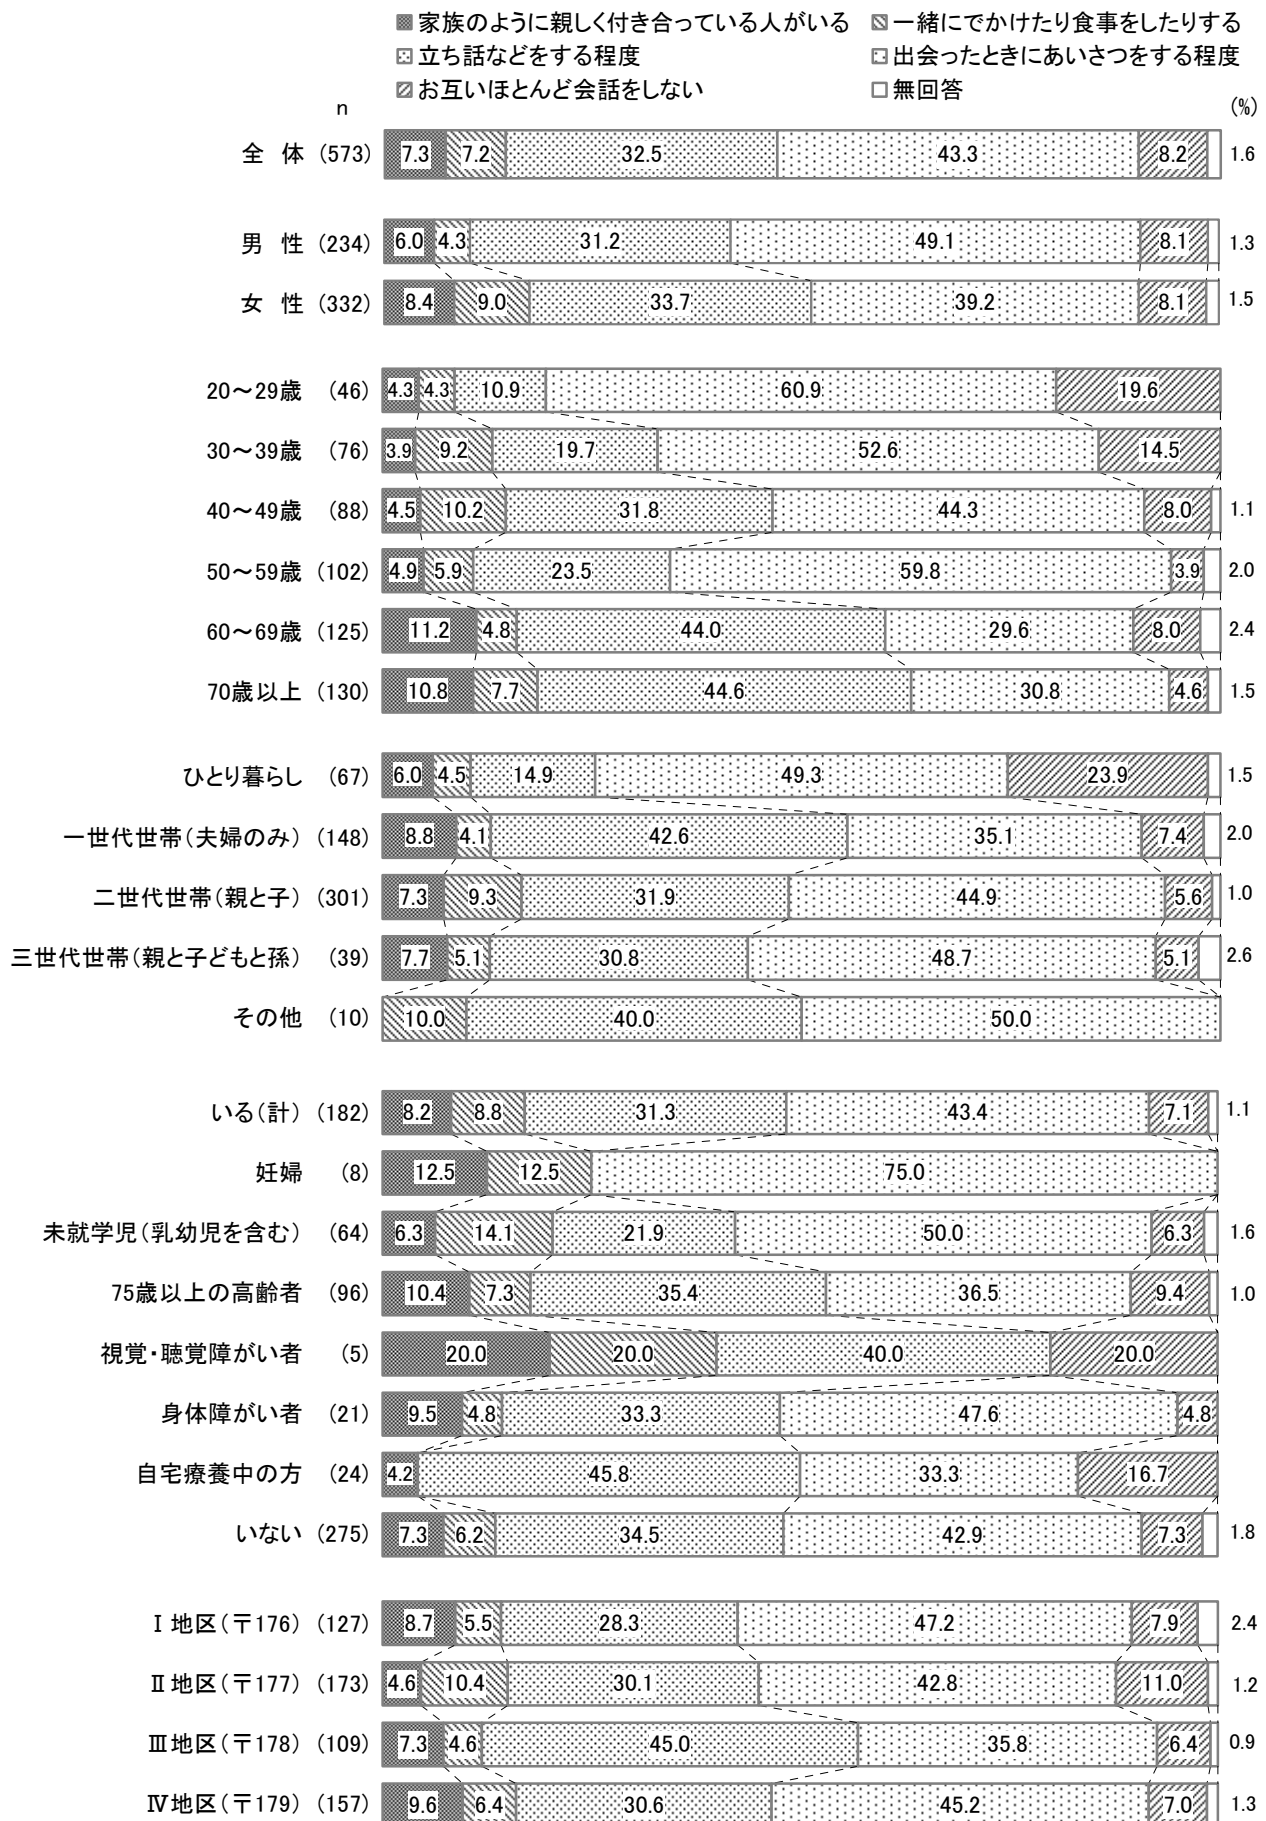 家族のように親しく付き合っている人がいる 一緒にでかけたり食事をしたりする
立ち話などをする程度 出会ったときにあいさつをする程度
お互いほとんど会話をしない 無回答
n (%)
全 体 (573) 7.3 7.2 32.5 43.3 8.2 1.6
男 性 (234) 6.0 4.3 31.2 49.1 8.1 1.3
女 性 (332) 8.4 9.0 33.7 39.2 8.1 1.5
20～29歳 (46) 4.3 4.3 10.9 60.9 19.6
30～39歳 (76) 3.9 9.2 19.7 52.6 14.5
40～49歳 (88) 4.5 10.2 31.8 44.3 8.0 1.1
50～59歳 (102) 4.9 5.9 23.5 59.8 3.9 2.0
60～69歳 (125) 11.2 4.8 44.0 29.6 8.0 2.4
70歳以上 (130) 10.8 7.7 44.6 30.8 4.6 1.5
ひとり暮らし (67) 6.0 4.5 14.9 49.3 23.9 1.5
一世代世帯(夫婦のみ) (148) 8.8 4.1 42.6 35.1 7.4 2.0
二世代世帯(親と子) (301) 7.3 9.3 31.9 44.9 5.6 1.0
三世代世帯(親と子どもと孫) (39) 7.7 5.1 30.8 48.7 5.1 2.6
その他 (10) 10.0 40.0 50.0
いる(計) (182) 8.2 8.8 31.3 43.4 7.1 1.1
妊婦 (8) 12.5 12.5 75.0
未就学児(乳幼児を含む) (64) 6.3 14.1 21.9 50.0 6.3 1.6
75歳以上の高齢者 (96) 10.4 7.3 35.4 36.5 9.4 1.0
視覚・聴覚障がい者 (5) 20.0 20.0 40.0 20.0
身体障がい者 (21) 9.5 4.8 33.3 47.6 4.8
自宅療養中の方 (24) 4.2 45.8 33.3 16.7
いない (275) 7.3 6.2 34.5 42.9 7.3 1.8
Ⅰ地区(〒176) (127) 8.7 5.5 28.3 47.2 7.9 2.4
Ⅱ地区(〒177) (173) 4.6 10.4 30.1 42.8 11.0 1.2
Ⅲ地区(〒178) (109) 7.3 4.6 45.0 35.8 6.4 0.9
Ⅳ地区(〒179) (157) 9.6 6.4 30.6 45.2 7.0 1.3